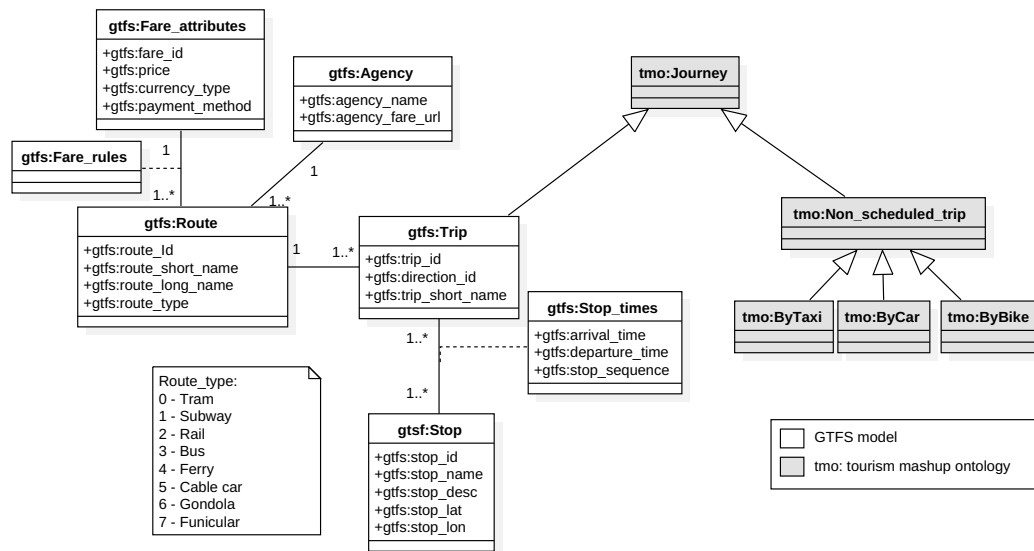 gtfs:Fare_attributes
+gtfs:fare_id
+gtfs:price
+gtfs:currency_type
+gtfs:payment_method
gtfs:Agency
+gtfs:agency_name
+gtfs:agency_fare_url
tmo:Journey
gtfs:Fare_rules
1
1..*
1
1..*
gtfs:Route
+gtfs:route_Id
+gtfs:route_short_name
+gtfs:route_long_name
+gtfs:route_type
1
1..*
gtfs:Trip
+gtfs:trip_id
+gtfs:direction_id
+gtfs:trip_short_name
tmo:Non_scheduled_trip
tmo:ByTaxi
tmo:ByCar
tmo:ByBike
gtfs:Stop_times
+gtfs:arrival_time
+gtfs:departure_time
+gtfs:stop_sequence
1..*
1..*
gtsf:Stop
+gtfs:stop_id
+gtfs:stop_name
+gtfs:stop_desc
+gtfs:stop_lat
+gtfs:stop_lon
Route_type:
0 - Tram
1 - Subway
2 - Rail
3 - Bus
4 - Ferry
5 - Cable car
6 - Gondola
7 - Funicular
GTFS model
tmo: tourism mashup ontology